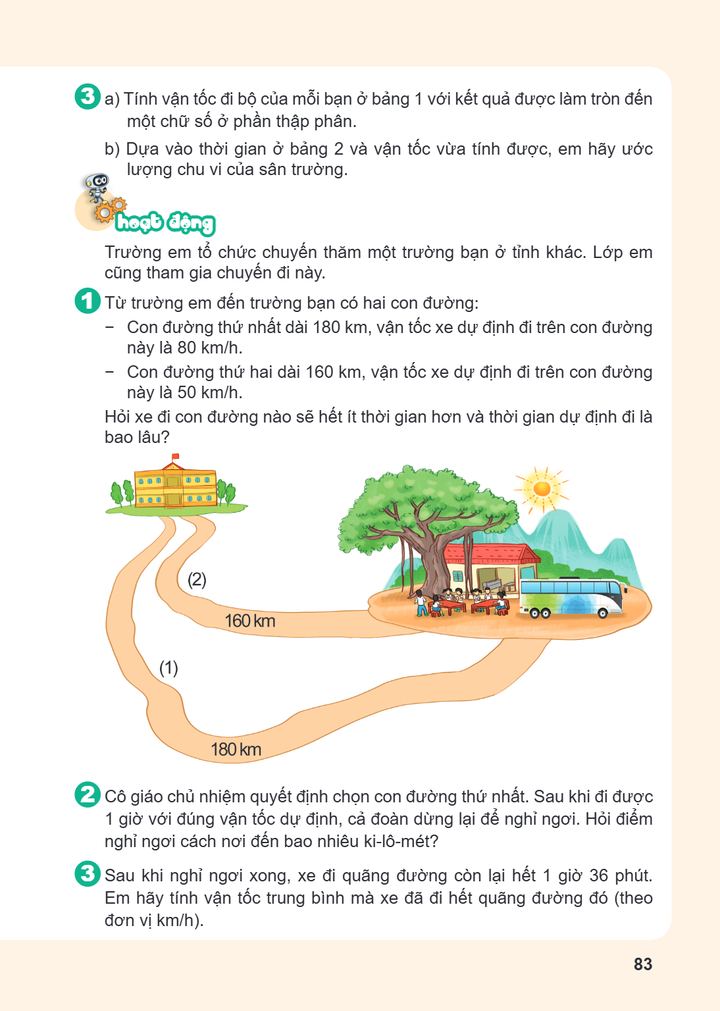 3 a) Tính vận tốc đi bộ của mỗi bạn ở bảng 1 với kết quả được làm tròn đến
một chữ số ở phần thập phân.
b) Dựa vào thời gian ở bảng 2 và vận tốc vừa tính được, em hãy ước
lượng chu vi của sân trường.
hoạt động
Trường em tổ chức chuyến thăm một trường bạn ở tỉnh khác. Lớp em
cũng tham gia chuyến đi này.
1 Từ trường em đến trường bạn có hai con đường:
– Con đường thứ nhất dài 180 km, vận tốc xe dự định đi trên con đường
này là 80 km/h.
– Con đường thứ hai dài 160 km, vận tốc xe dự định đi trên con đường
này là 50 km/h.
Hỏi xe đi con đường nào sẽ hết ít thời gian hơn và thời gian dự định đi là
bao lâu?
(2)
160 km
(1)
180 km
2 Cô giáo chủ nhiệm quyết định chọn con đường thứ nhất. Sau khi đi được
1 giờ với đúng vận tốc dự định, cả đoàn dừng lại để nghỉ ngơi. Hỏi điểm
nghỉ ngơi cách nơi đến bao nhiêu ki-lô-mét?
3 Sau khi nghỉ ngơi xong, xe đi quãng đường còn lại hết 1 giờ 36 phút.
Em hãy tính vận tốc trung bình mà xe đã đi hết quãng đường đó (theo
đơn vị km/h).
83